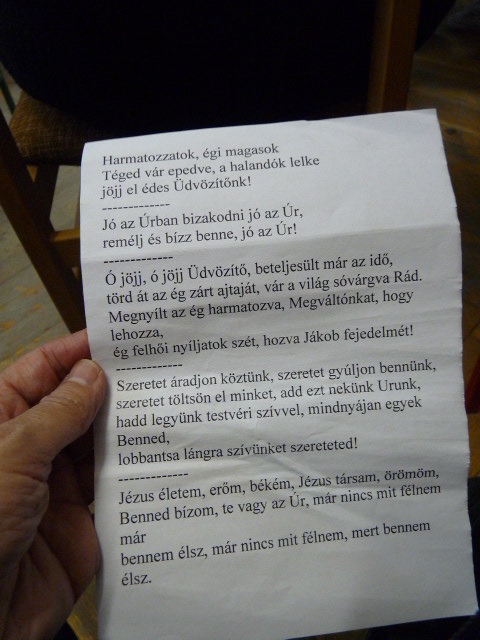 Harmatozzatok, égi magasok
Téged vár epedve, a halandók lelke
jöjj el édes Üdvözítőnk!
-------------
Jó az Úrban bizakodni jó az Úr,
remélj és bízz benne, jó az Úr!
-------------
Ó jöjj, ó jöjj Üdvözítő, beteljesült már az idő,
törd át az ég zárt ajtaját, vár a világ sóvárgva Rád.
Megnyílt az ég harmatozva, Megváltónkat, hogy
lehozza,
ég felhői nyíljatok szét, hozva Jákob fejedelmét!
-------------
Szeretet áradjon köztünk, szeretet gyúljon bennünk,
szeretet töltsön el minket, add ezt nekünk Urunk,
hadd legyünk testvéri szívvel, mindnyájan egyek
Benned,
lobbantsa lángra szívünket szereteted!
-------------
Jézus életem, erőm, békém, Jézus társam, örömöm,
Benned bízom, te vagy az Úr, már nincs mit félnem
már
bennem élsz, már nincs mit félnem, mert bennem
élsz.